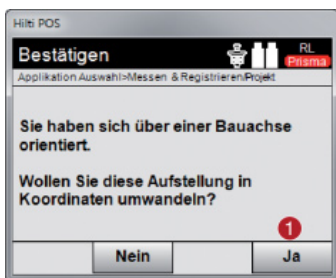 Hilti POS
Bestätigen
RL
Prisma
Applikation Auswahl>Messen & Registrieren/Projekt
Sie haben sich über einer Bauachse
orientiert.
Wollen Sie diese Aufstellung in
Koordinaten umwandeln?
1
Nein
Ja